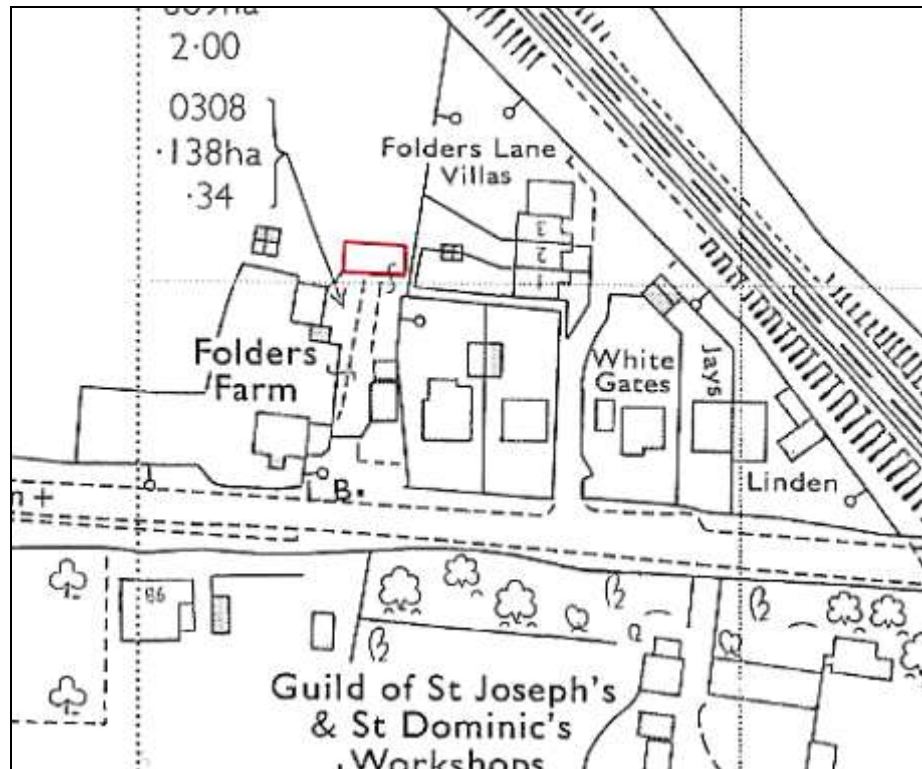 2·00
0308
·138ha
·34
Folders Lane
Villas
3
2
1
Folders
Farm
White
Gates
Jays
Linden
B.
n+
98
Guild of St Joseph's
& St Dominic's
Workshops